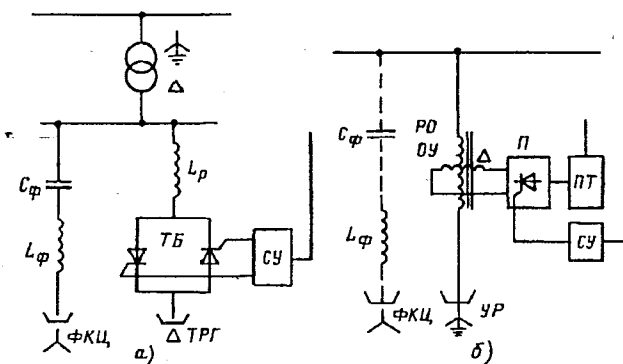 Δ
Cф
Lф
ФКЦ
Lр
ТБ
СУ
Δ ТРГ
а)
Cф
Lф
ФКЦ
РО
ОУ
Δ
П
ПТ
СУ
УР
б)